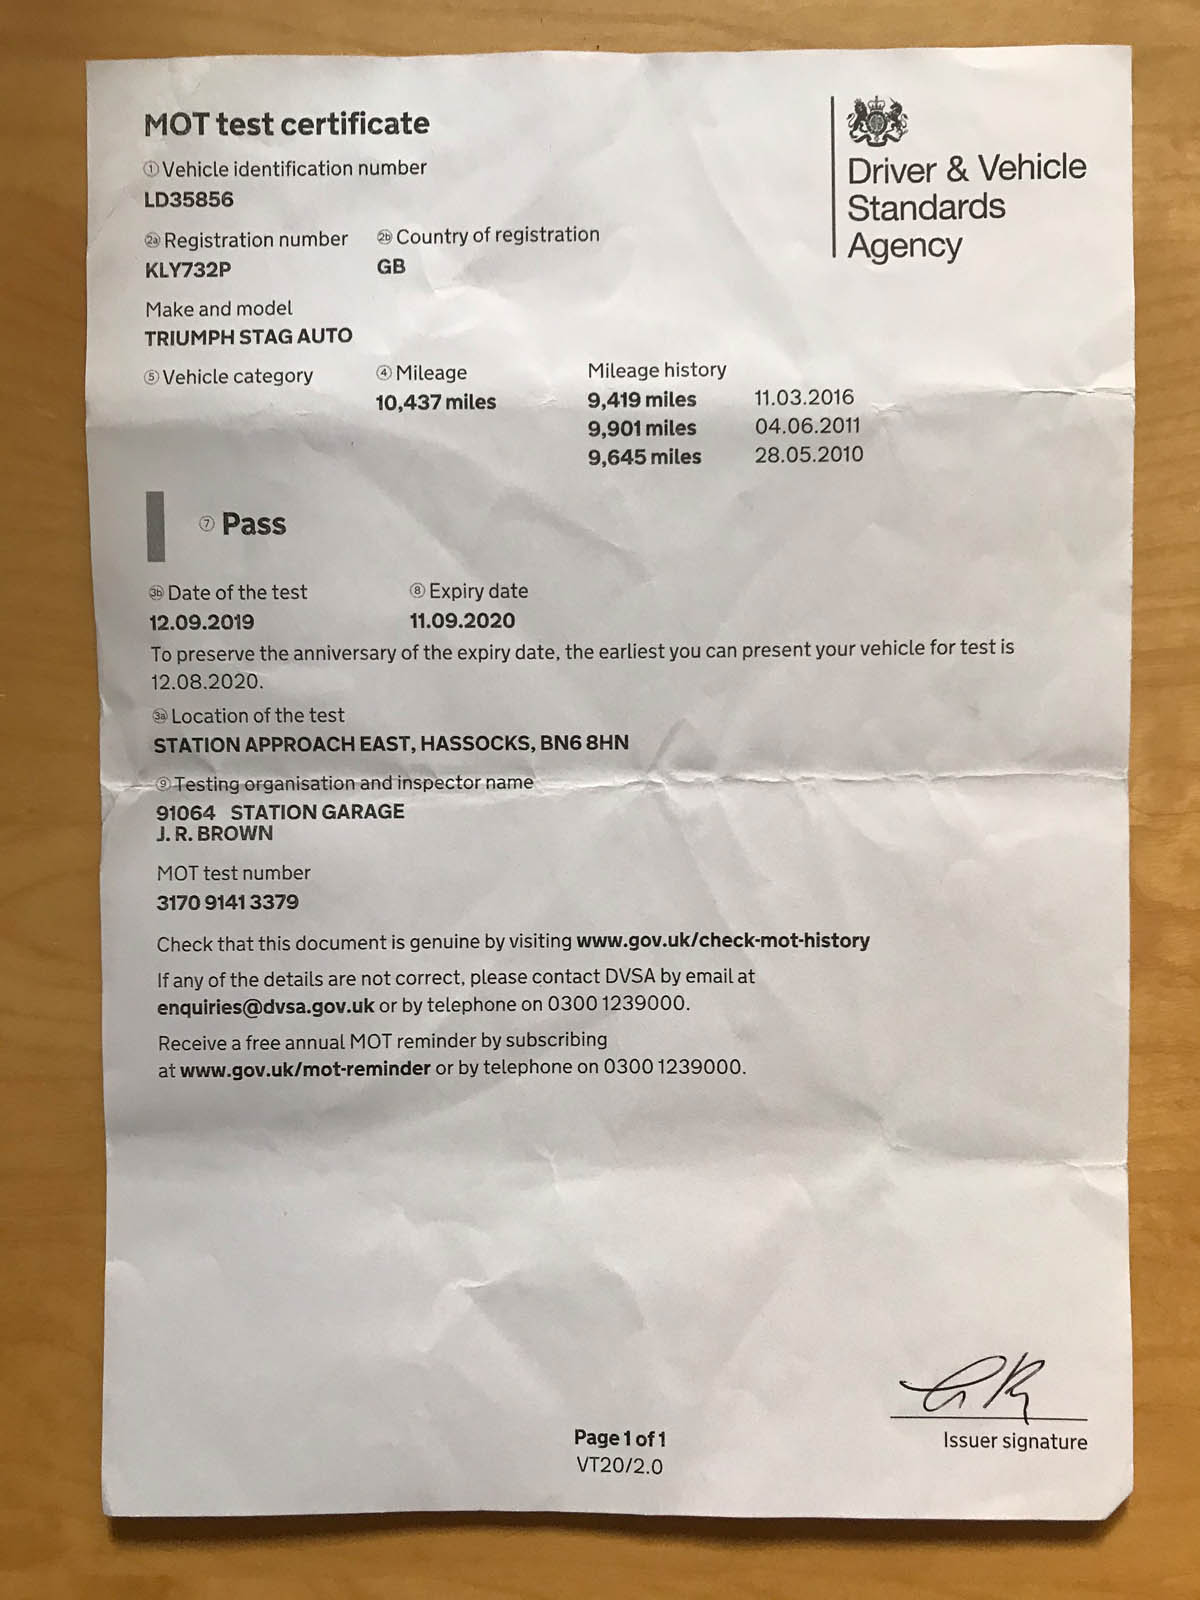 MOT test certificate
Driver & Vehicle
Standards
Agency
① Vehicle identification number
LD35856
2a Registration number 2b Country of registration
KLY732P GB
Make and model
TRIUMPH STAG AUTO
⑤ Vehicle category ④ Mileage Mileage history
10,437 miles 9,419 miles 11.03.2016
9,901 miles 04.06.2011
9,645 miles 28.05.2010
⑦ Pass
3b Date of the test ⑧ Expiry date
12.09.2019 11.09.2020
To preserve the anniversary of the expiry date, the earliest you can present your vehicle for test is
12.08.2020.
3a Location of the test
STATION APPROACH EAST, HASSOCKS, BN6 8HN
⑨ Testing organisation and inspector name
91064 STATION GARAGE
J. R. BROWN
MOT test number
3170 9141 3379
Check that this document is genuine by visiting www.gov.uk/check-mot-history
If any of the details are not correct, please contact DVSA by email at
enquiries@dvsa.gov.uk or by telephone on 0300 1239000.
Receive a free annual MOT reminder by subscribing
at www.gov.uk/mot-reminder or by telephone on 0300 1239000.
Issuer signature
Page 1 of 1
VT20/2.0